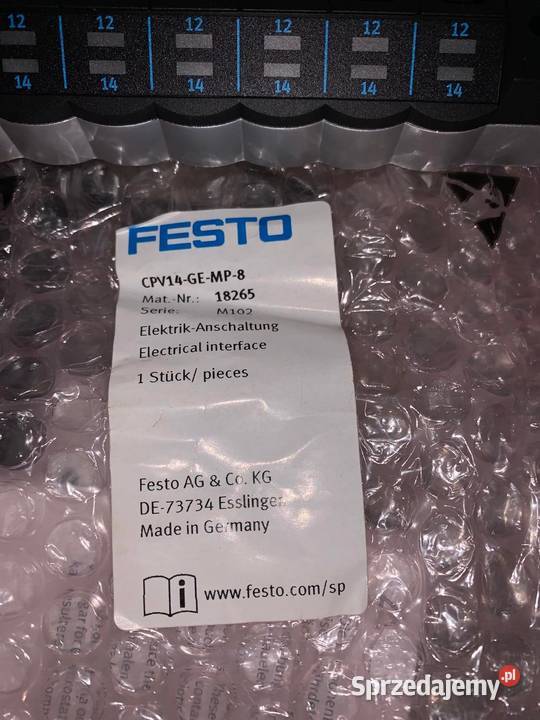 12 12 12 12 12 12
14 14 14 14 14 14
FESTO
CPV14-GE-MP-8
Mat.-Nr.: 18265
Serie: M102
Elektrik-Anschaltung
Electrical interface
1 Stück/ pieces
Festo AG & Co. KG
DE-73734 Esslingen
Made in Germany
i www.festo.com/sp
Sprzedajemy.pl